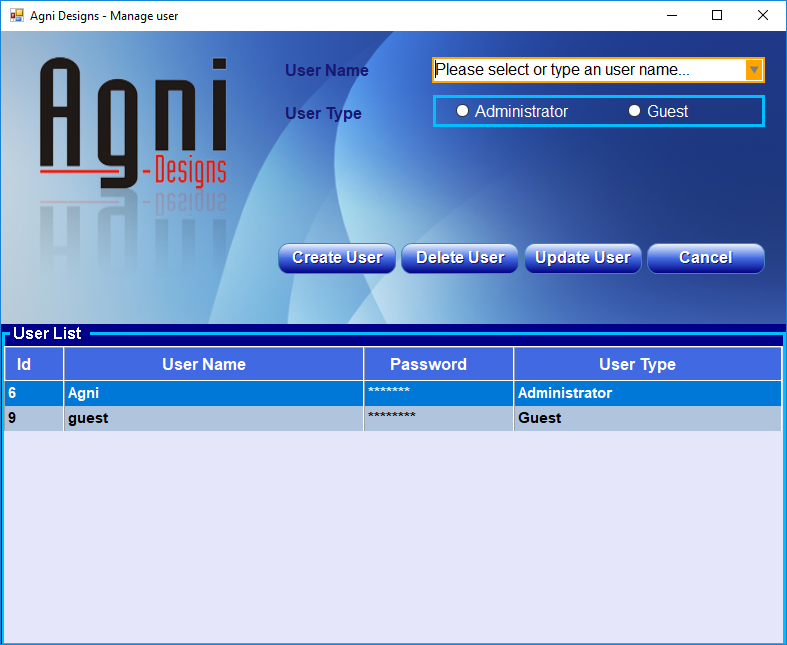 Agni Designs - Manage user
Agni
-Designs
User Name
Please select or type an user name...
User Type
Administrator Guest
Create User Delete User Update User Cancel
User List
Id User Name Password User Type
6 Agni ******* Administrator
9 guest ******** Guest